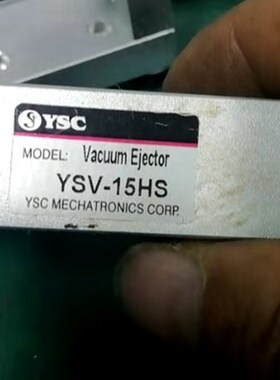 YSC
MODEL: Vacuum Ejector
YSV-15HS
YSC MECHATRONICS CORP.